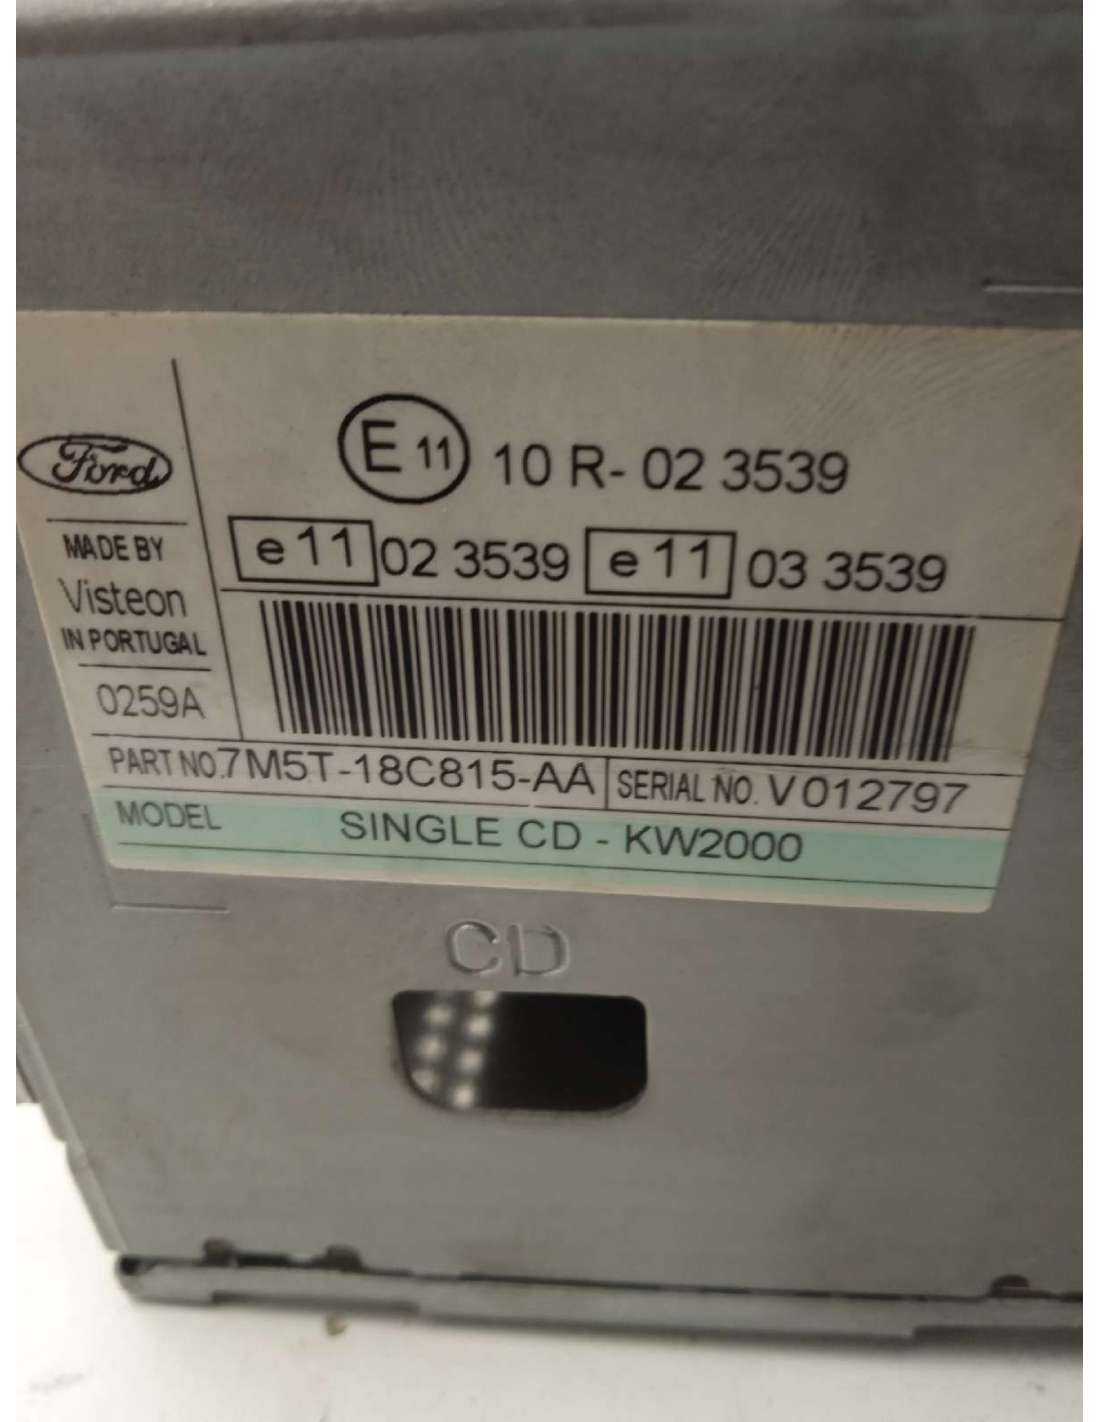 Ford
MADE BY
Visteon
IN PORTUGAL
0259A
E 11 10 R- 02 3539
e 11 02 3539 e 11 03 3539
PART NO. 7M5T-18C815-AA SERIAL NO. V012797
MODEL SINGLE CD - KW2000
CD